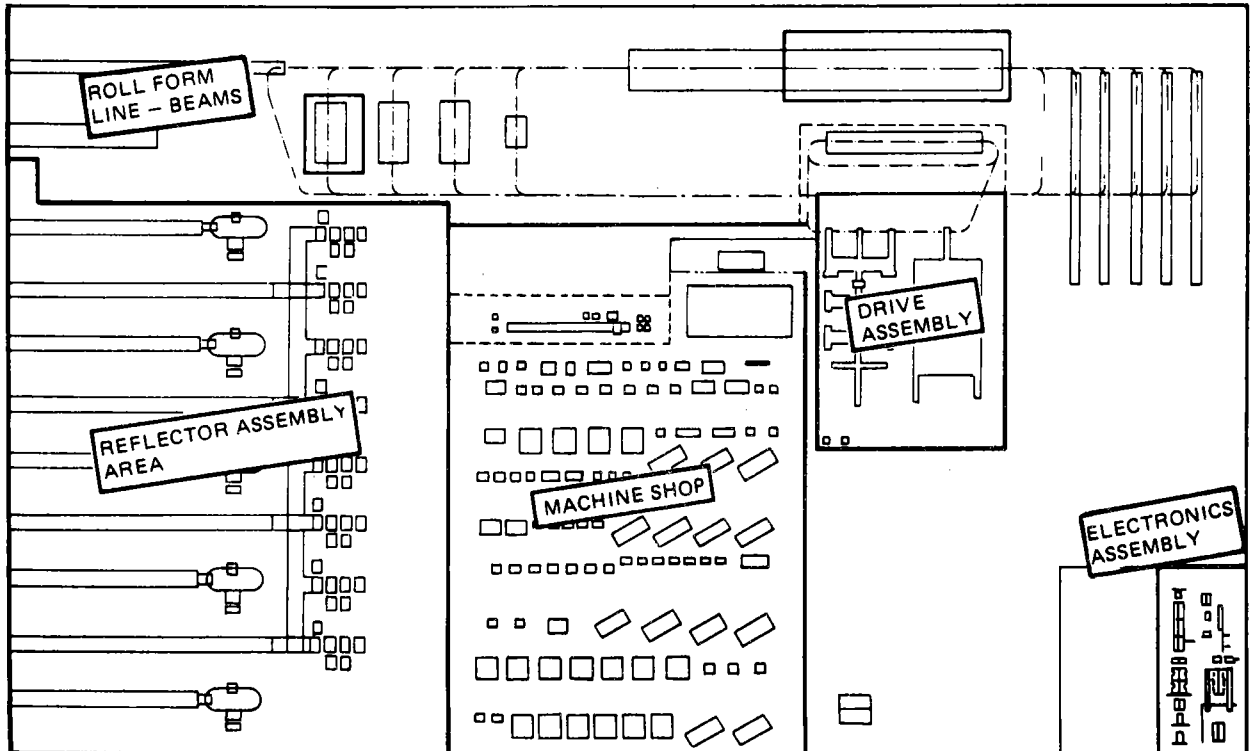 ROLL FORM
LINE – BEAMS
DRIVE
ASSEMBLY
REFLECTOR ASSEMBLY
AREA
MACHINE SHOP
ELECTRONICS
ASSEMBLY